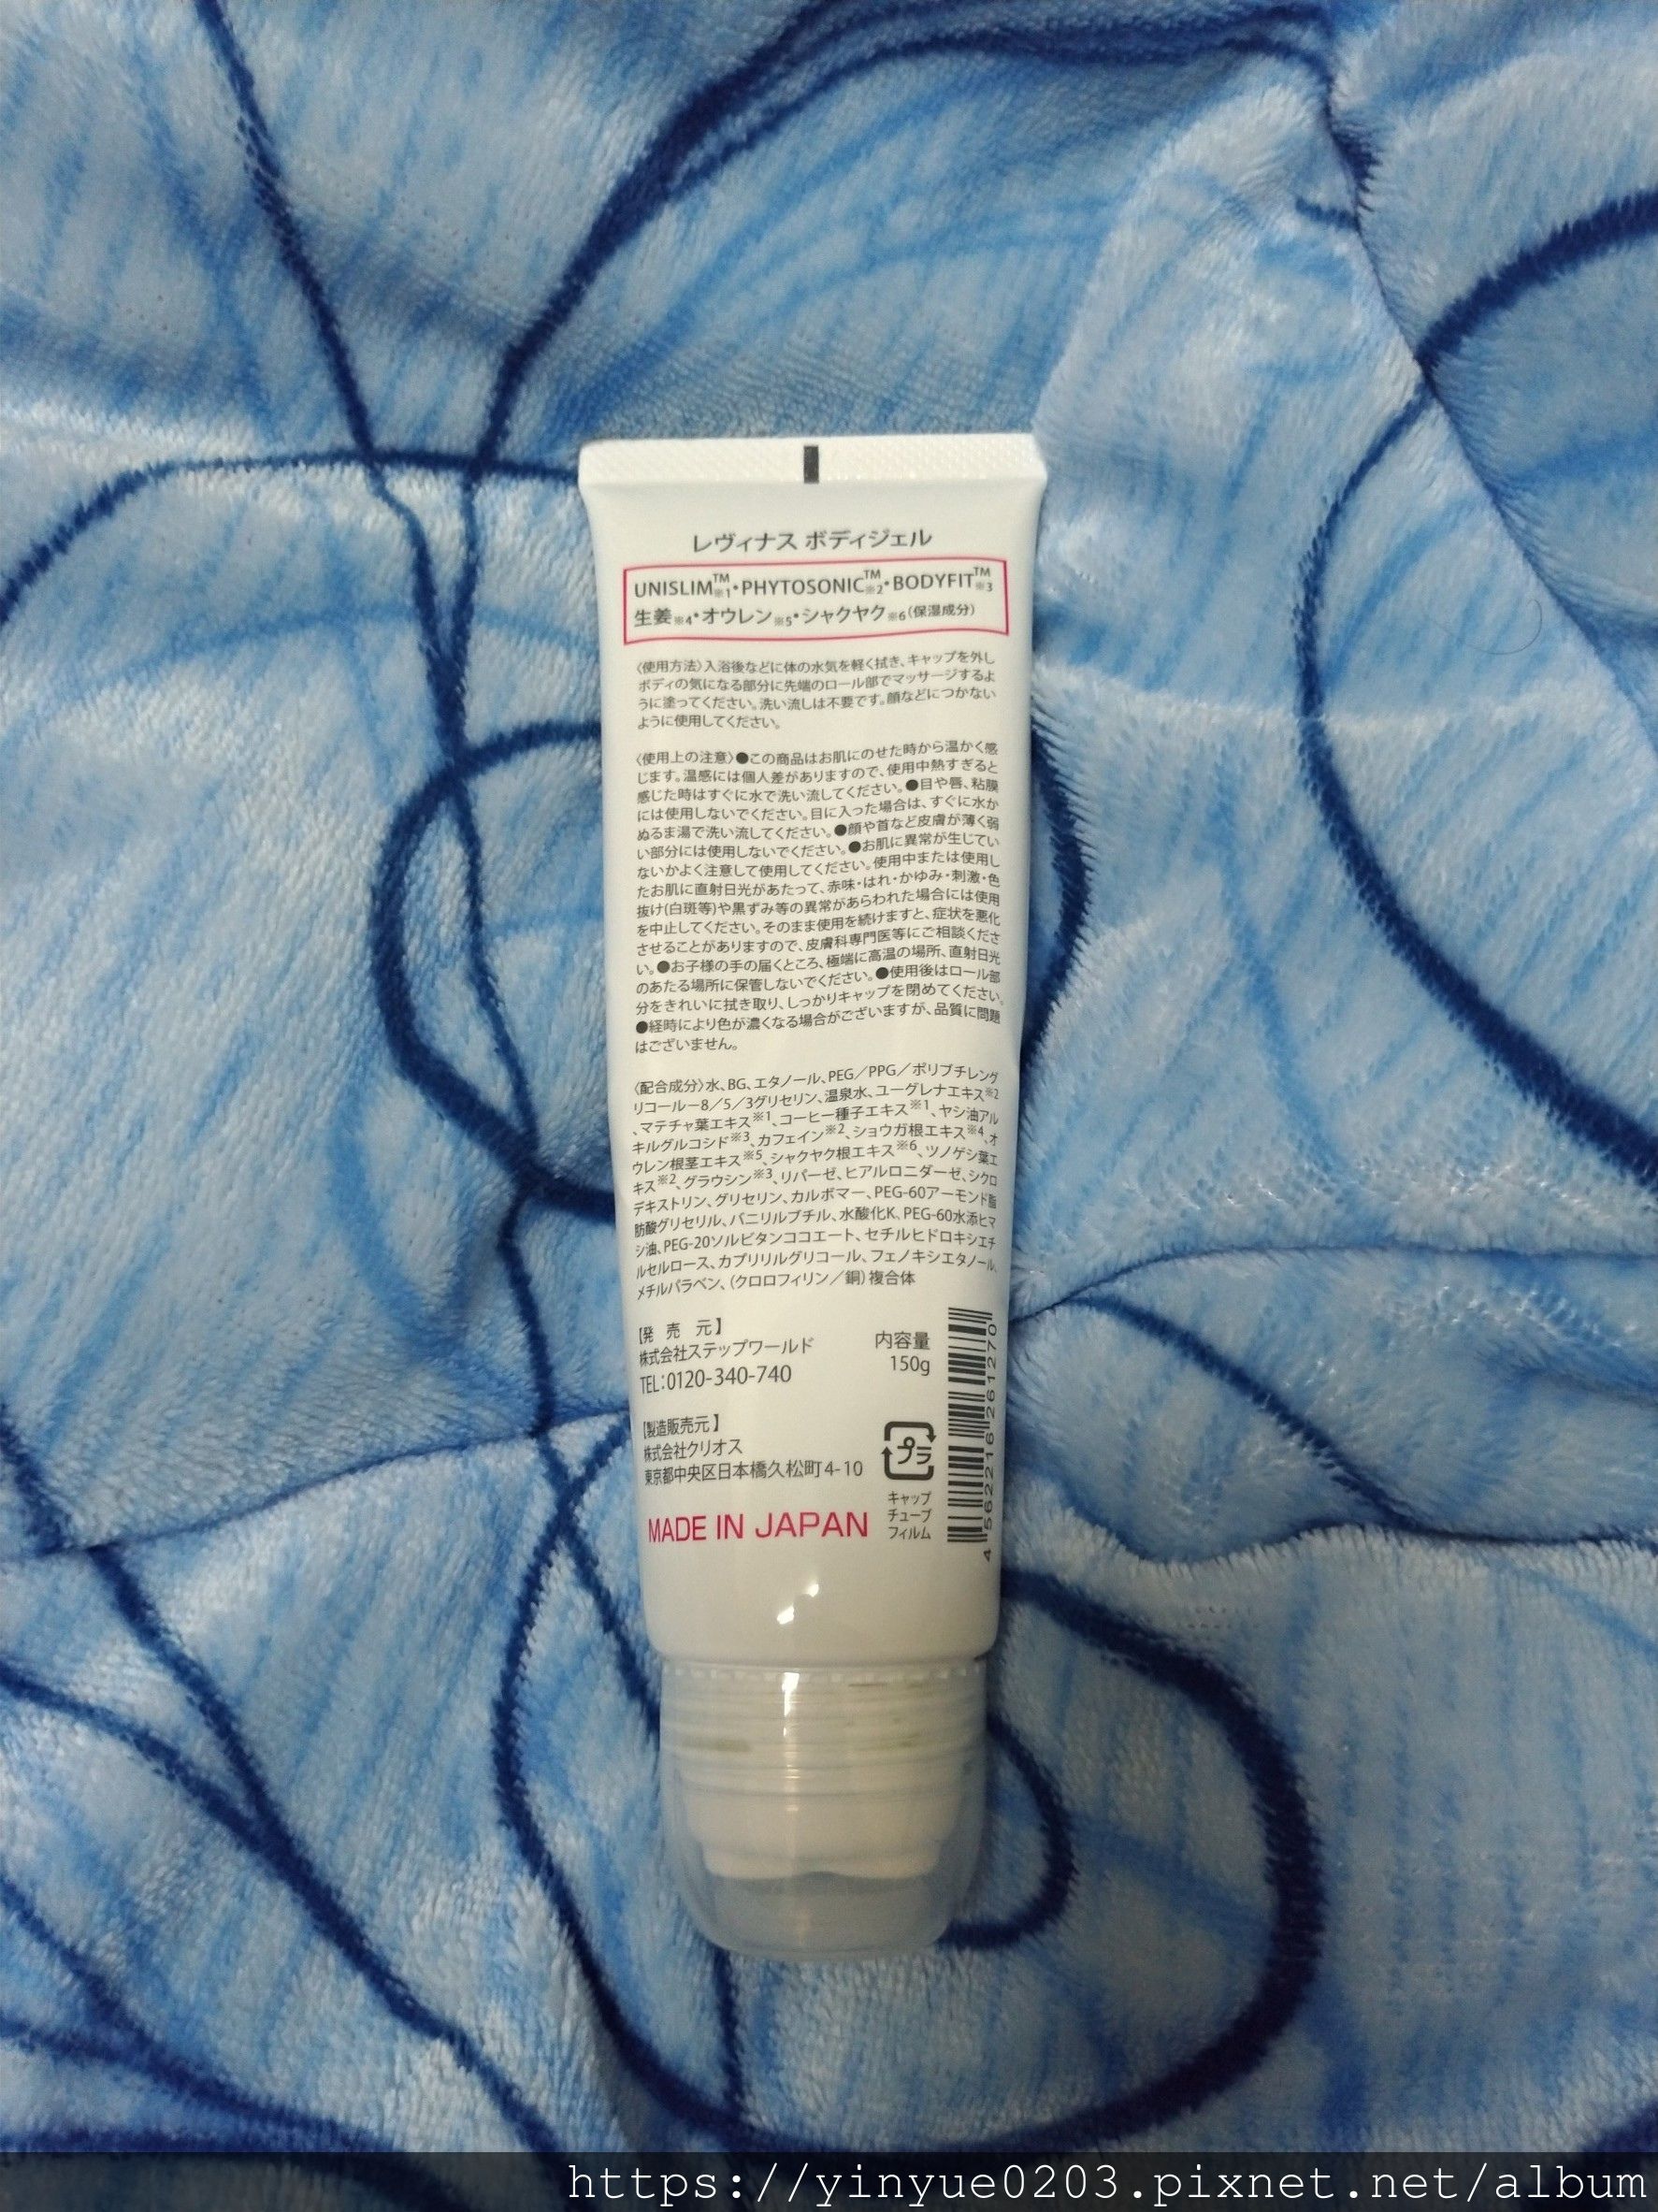 レヴィナス ボディジェル
UNISLIM™※1・PHYTOSONIC™※2・BODYFIT™※3
生姜※4・オウレン※5・シャクヤク※6(保湿成分)
〈使用方法〉入浴後などに体の水気を軽く拭き、キャップを外し
ボディの気になる部分に先端のロール部でマッサージするよ
うに塗ってください。洗い流しは不要です。顔などにつかない
ように使用してください。
〈使用上の注意〉●この商品はお肌にのせた時から温かく感
じます。温感には個人差がありますので、使用中熱すぎると
感じた時はすぐに水で洗い流してください。●目や唇、粘膜
には使用しないでください。目に入った場合は、すぐに水か
ぬるま湯で洗い流してください。●顔や首など皮膚が薄く弱
い部分には使用しないでください。●お肌に異常が生じてい
ないかよく注意して使用してください。使用中または使用し
たお肌に直射日光があたって、赤味・はれ・かゆみ・刺激・色
抜け(白斑等)や黒ずみ等の異常があらわれた場合には使用
を中止してください。そのまま使用を続けますと、症状を悪化
させることがありますので、皮膚科専門医等にご相談くださ
い。●お子様の手の届くところ、極端に高温の場所、直射日光
のあたる場所に保管しないでください。●使用後はロール部
分をきれいに拭き取り、しっかりキャップを閉めてください。
●経時により色が濃くなる場合がございますが、品質に問題
はございません。
〈配合成分〉水、BG、エタノール、PEG／PPG／ポリブチレング
リコール−8／5／3グリセリン、温泉水、ユーグレナエキス※2
、マテチャ葉エキス※1、コーヒー種子エキス※1、ヤシ油アル
キルグルコシド※3、カフェイン※2、ショウガ根エキス※4、オ
ウレン根茎エキス※5、シャクヤク根エキス※6、ツノゲシ葉エ
キス※2、グラウシン※3、リパーゼ、ヒアルロニダーゼ、シクロ
デキストリン、グリセリン、カルボマー、PEG-60アーモンド脂
肪酸グリセリル、バニリルブチル、水酸化K、PEG-60水添ヒマ
シ油、PEG-20ソルビタンココエート、セチルヒドロキシエチ
ルセルロース、カプリリルグリコール、フェノキシエタノール、
メチルパラベン、(クロロフィリン／銅)複合体
【発 売 元】
株式会社ステップワールド
TEL:0120-340-740
内容量
150g
【製造販売元】
株式会社クリオス
東京都中央区日本橋久松町4-10
MADE IN JAPAN
プラ
キャップ
チューブ
フィルム
4562216261270
https://yinyue0203.pixnet.net/album